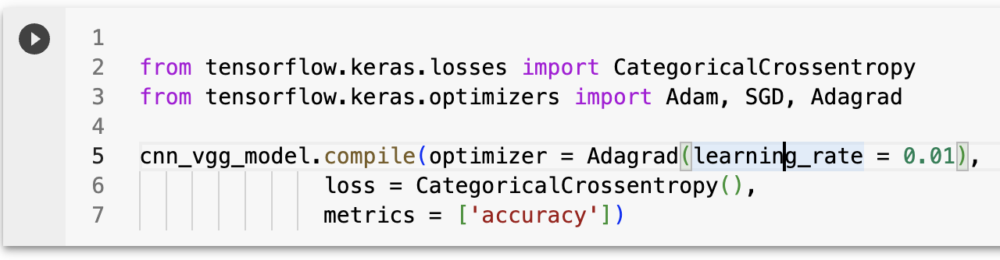 1
2 from tensorflow.keras.losses import CategoricalCrossentropy
3 from tensorflow.keras.optimizers import Adam, SGD, Adagrad
4
5 cnn_vgg_model.compile(optimizer = Adagrad(learning_rate = 0.01),
6 loss = CategoricalCrossentropy(),
7 metrics = ['accuracy'])